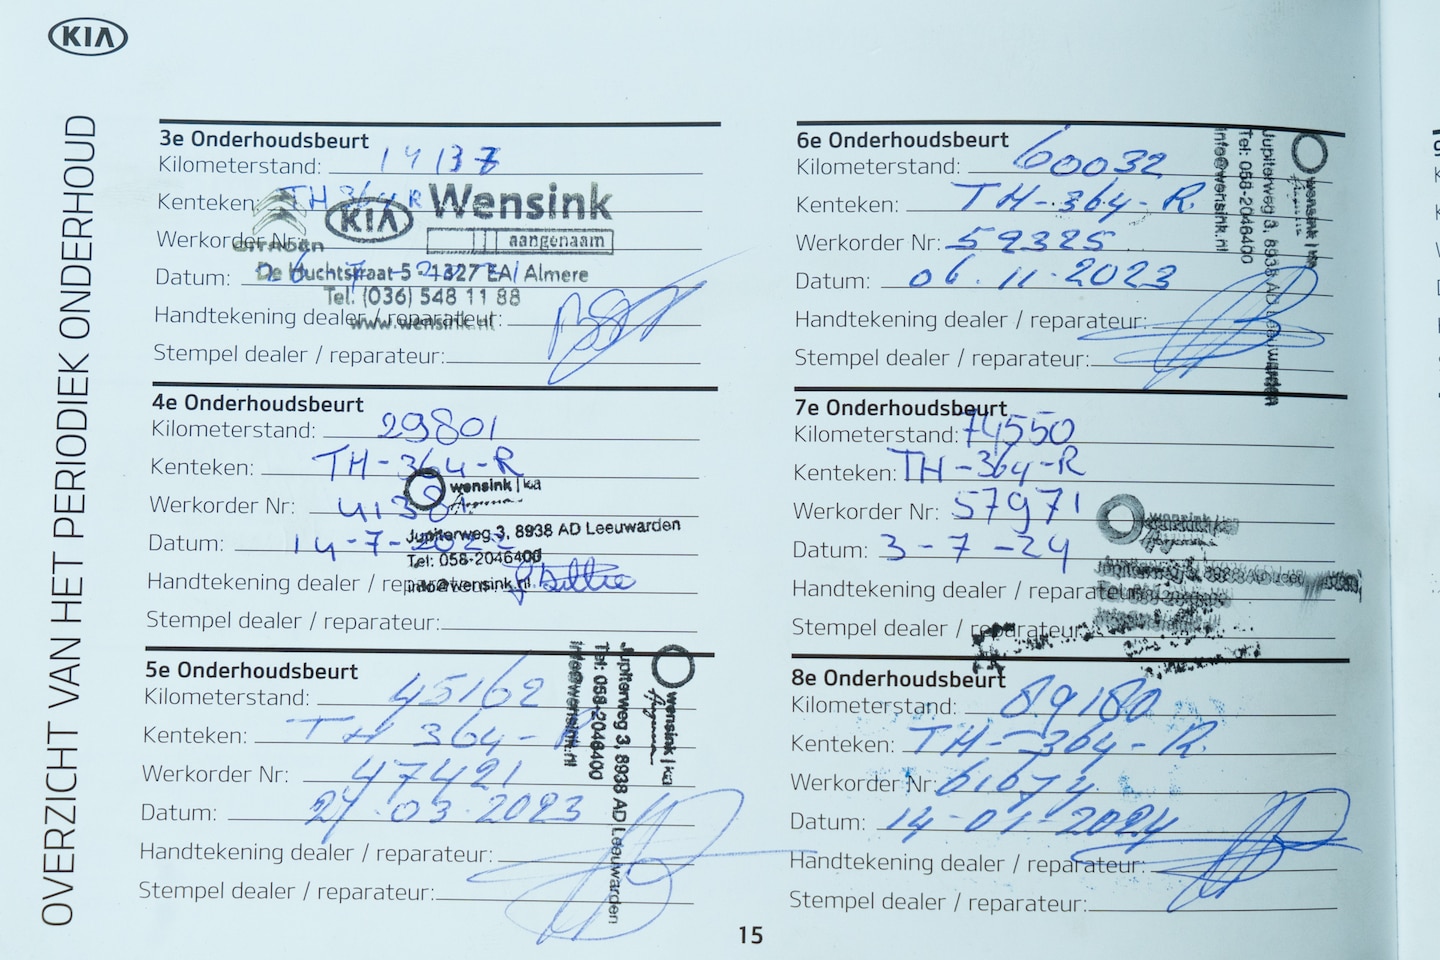 KIA
OVERZICHT VAN HET PERIODIEK ONDERHOUD
3e Onderhoudsbeurt
Kilometerstand: 14137
Kenteken: TH 364 R
Werkorder Nr:
Datum:
Handtekening dealer / reparateur:
Stempel dealer / reparateur:
CITROËN
KIA
Wensink
aangenaam
De Huchtstraat 5 - 1327 EA Almere
Tel: (036) 548 11 88
www.wensink.nl
4e Onderhoudsbeurt
Kilometerstand: 29801
Kenteken: TH-364-R
Werkorder Nr:
Datum: 14-7-2022
Handtekening dealer / reparateur:
Stempel dealer / reparateur:
wensink | kia
Jupiterweg 3, 8938 AD Leeuwarden
Tel: 058-2046400
info@wensink.nl
5e Onderhoudsbeurt
Kilometerstand: 45162
Kenteken: TH 364-R
Werkorder Nr: 47421
Datum: 27.03.2023
Handtekening dealer / reparateur:
Stempel dealer / reparateur:
wensink | kia
Jupiterweg 3, 8938 AD Leeuwarden
Tel: 058-2046400
info@wensink.nl
6e Onderhoudsbeurt
Kilometerstand: 60032
Kenteken: TH-364-R
Werkorder Nr: 52325
Datum: 06.11.2023
Handtekening dealer / reparateur:
Stempel dealer / reparateur:
wensink | kia
Jupiterweg 3, 8938 AD Leeuwarden
Tel: 058-2046400
info@wensink.nl
7e Onderhoudsbeurt
Kilometerstand: 74550
Kenteken: TH-364-R
Werkorder Nr: 57971
Datum: 3-7-24
Handtekening dealer / reparateur:
Stempel dealer / reparateur:
wensink | kia
8e Onderhoudsbeurt
Kilometerstand: 89180
Kenteken: TH-364-R
Werkorder Nr: 61674
Datum: 14-01-2024
Handtekening dealer / reparateur:
Stempel dealer / reparateur:
15